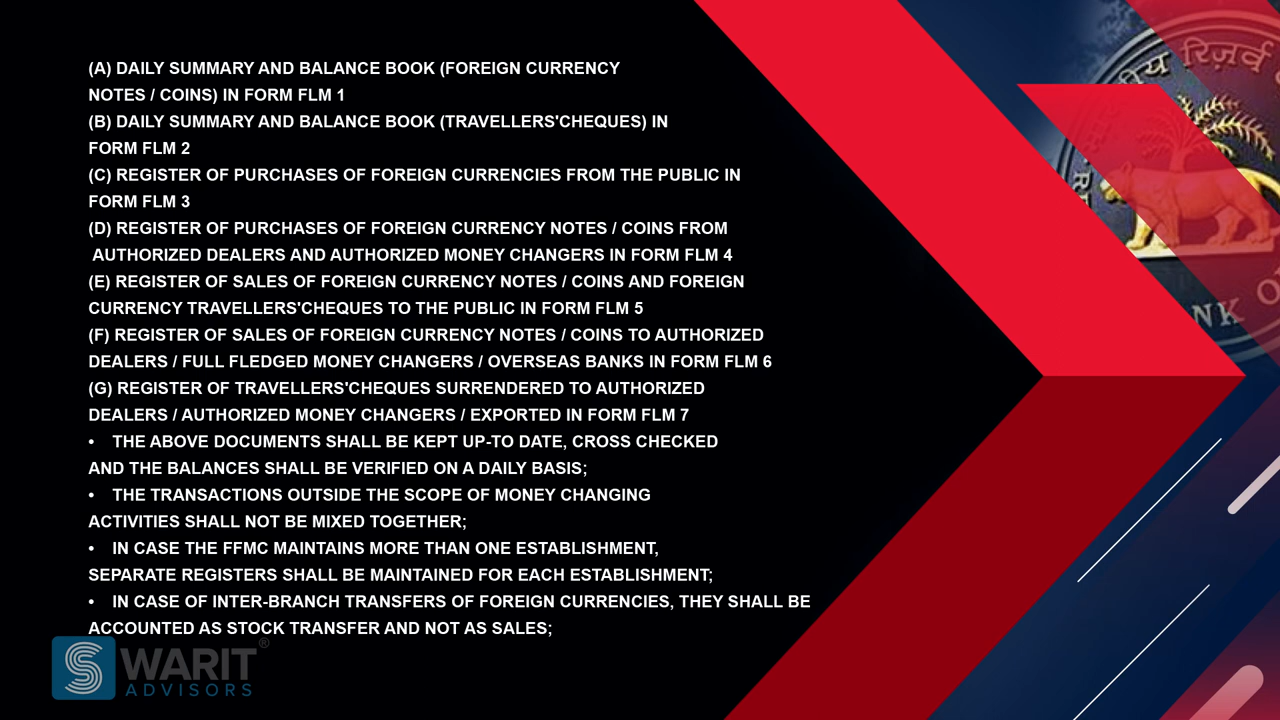 (A) DAILY SUMMARY AND BALANCE BOOK (FOREIGN CURRENCY
NOTES / COINS) IN FORM FLM 1
(B) DAILY SUMMARY AND BALANCE BOOK (TRAVELLERS'CHEQUES) IN
FORM FLM 2
(C) REGISTER OF PURCHASES OF FOREIGN CURRENCIES FROM THE PUBLIC IN
FORM FLM 3
(D) REGISTER OF PURCHASES OF FOREIGN CURRENCY NOTES / COINS FROM
AUTHORIZED DEALERS AND AUTHORIZED MONEY CHANGERS IN FORM FLM 4
(E) REGISTER OF SALES OF FOREIGN CURRENCY NOTES / COINS AND FOREIGN
CURRENCY TRAVELLERS'CHEQUES TO THE PUBLIC IN FORM FLM 5
(F) REGISTER OF SALES OF FOREIGN CURRENCY NOTES / COINS TO AUTHORIZED
DEALERS / FULL FLEDGED MONEY CHANGERS / OVERSEAS BANKS IN FORM FLM 6
(G) REGISTER OF TRAVELLERS'CHEQUES SURRENDERED TO AUTHORIZED
DEALERS / AUTHORIZED MONEY CHANGERS / EXPORTED IN FORM FLM 7
• THE ABOVE DOCUMENTS SHALL BE KEPT UP-TO DATE, CROSS CHECKED
AND THE BALANCES SHALL BE VERIFIED ON A DAILY BASIS;
• THE TRANSACTIONS OUTSIDE THE SCOPE OF MONEY CHANGING
ACTIVITIES SHALL NOT BE MIXED TOGETHER;
• IN CASE THE FFMC MAINTAINS MORE THAN ONE ESTABLISHMENT,
SEPARATE REGISTERS SHALL BE MAINTAINED FOR EACH ESTABLISHMENT;
• IN CASE OF INTER-BRANCH TRANSFERS OF FOREIGN CURRENCIES, THEY SHALL BE
ACCOUNTED AS STOCK TRANSFER AND NOT AS SALES;
SWARIT®
ADVISORS
रिज़र्व